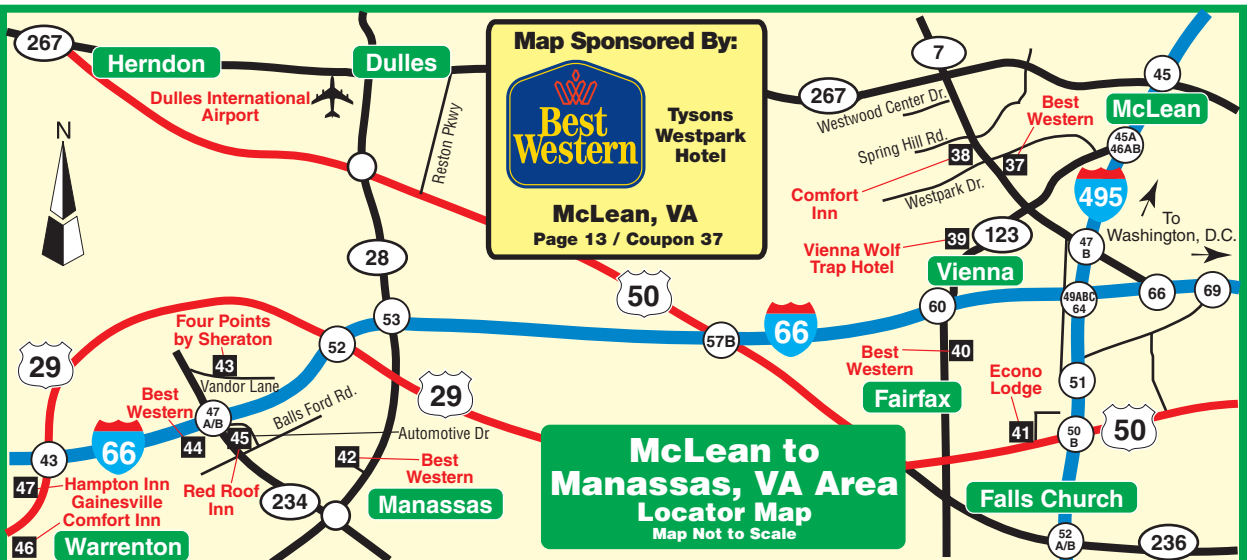 267
Herndon
Dulles
Dulles International
Airport
N
Reston Pkwy
Map Sponsored By:
Best
Western
Tysons
Westpark
Hotel
McLean, VA
Page 13 / Coupon 37
7
267
45
McLean
Westwood Center Dr.
Best
Western
Spring Hill Rd.
38
37
45A
46AB
Comfort
Inn
Westpark Dr.
495
To
Washington, D.C.
39
123
Vienna Wolf
Trap Hotel
47
B
Vienna
28
50
60
49ABC
64
66
69
53
52
57B
66
Four Points
by Sheraton
43
Vandor Lane
29
29
Best
Western
40
Fairfax
Econo
Lodge
51
41
50
B
50
Best
Western
44
47
A/B
45
Balls Ford Rd.
Automotive Dr
43
66
42
Best
Western
Manassas
Red Roof
Inn
234
47
Hampton Inn
Gainesville
Comfort Inn
46
Warrenton
McLean to
Manassas, VA Area
Locator Map
Map Not to Scale
Falls Church
52
A/B
236